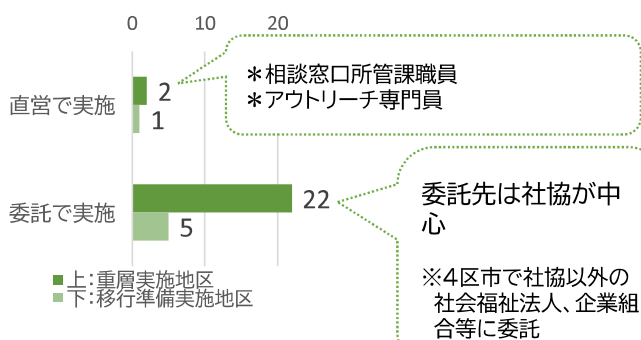 0 10 20
直営で実施
2
1
＊相談窓口所管課職員
＊アウトリーチ専門員
委託で実施
22
5
委託先は社協が中
心
※４区市で社協以外の
社会福祉法人、企業組
合等に委託
上：重層実施地区
下：移行準備実施地区